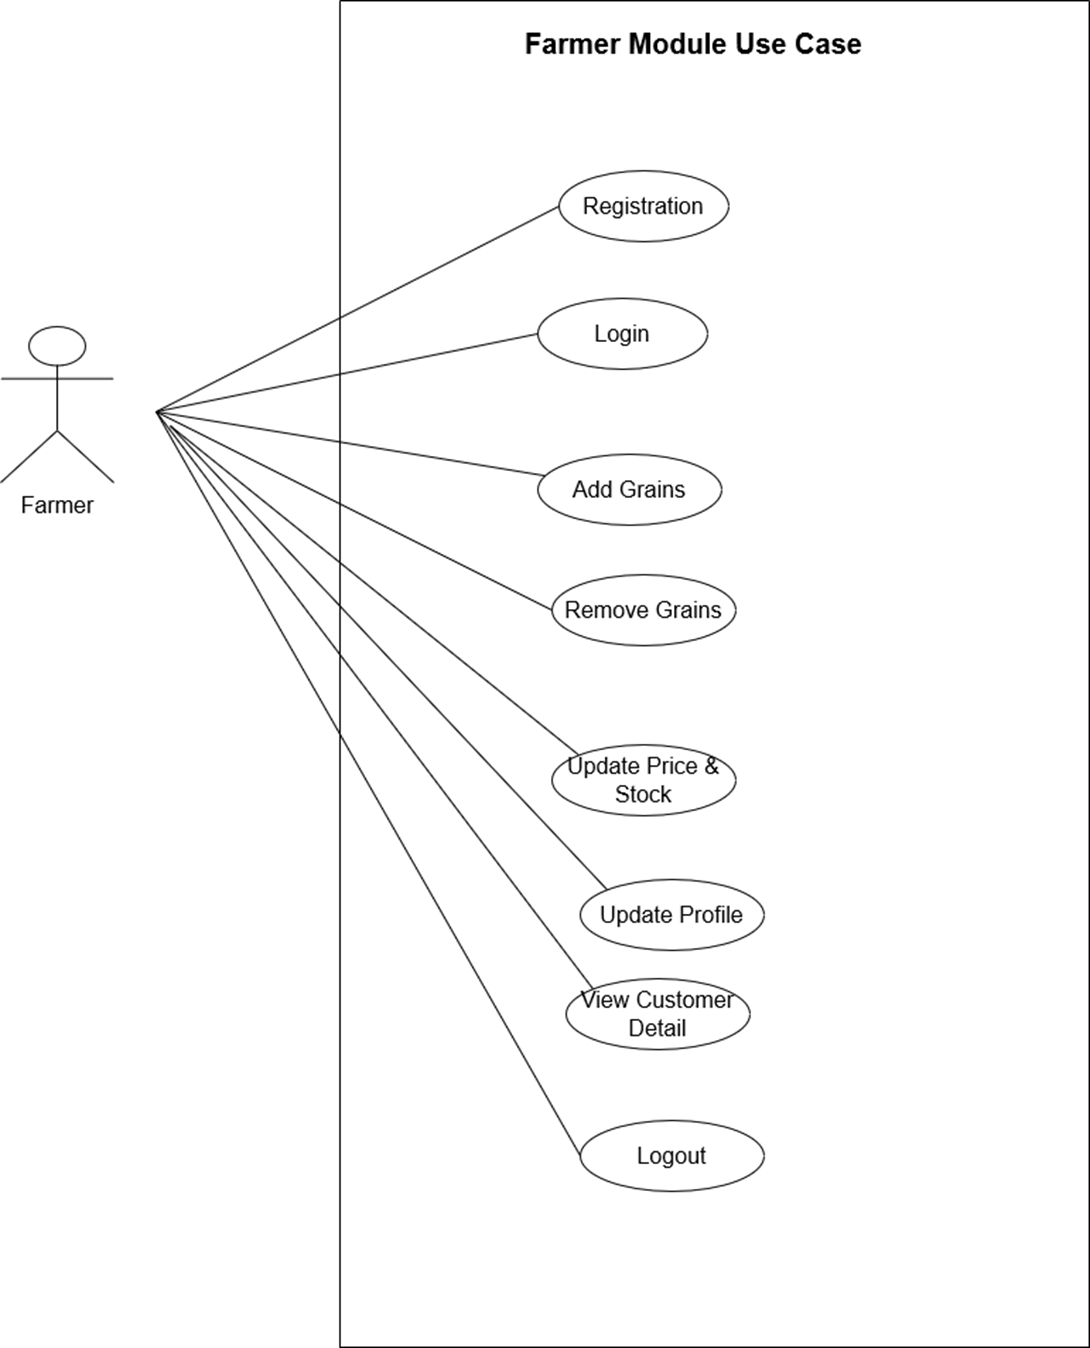 Farmer Module Use Case
Registration
Login
Farmer
Add Grains
Remove Grains
Update Price &
Stock
Update Profile
View Customer
Detail
Logout